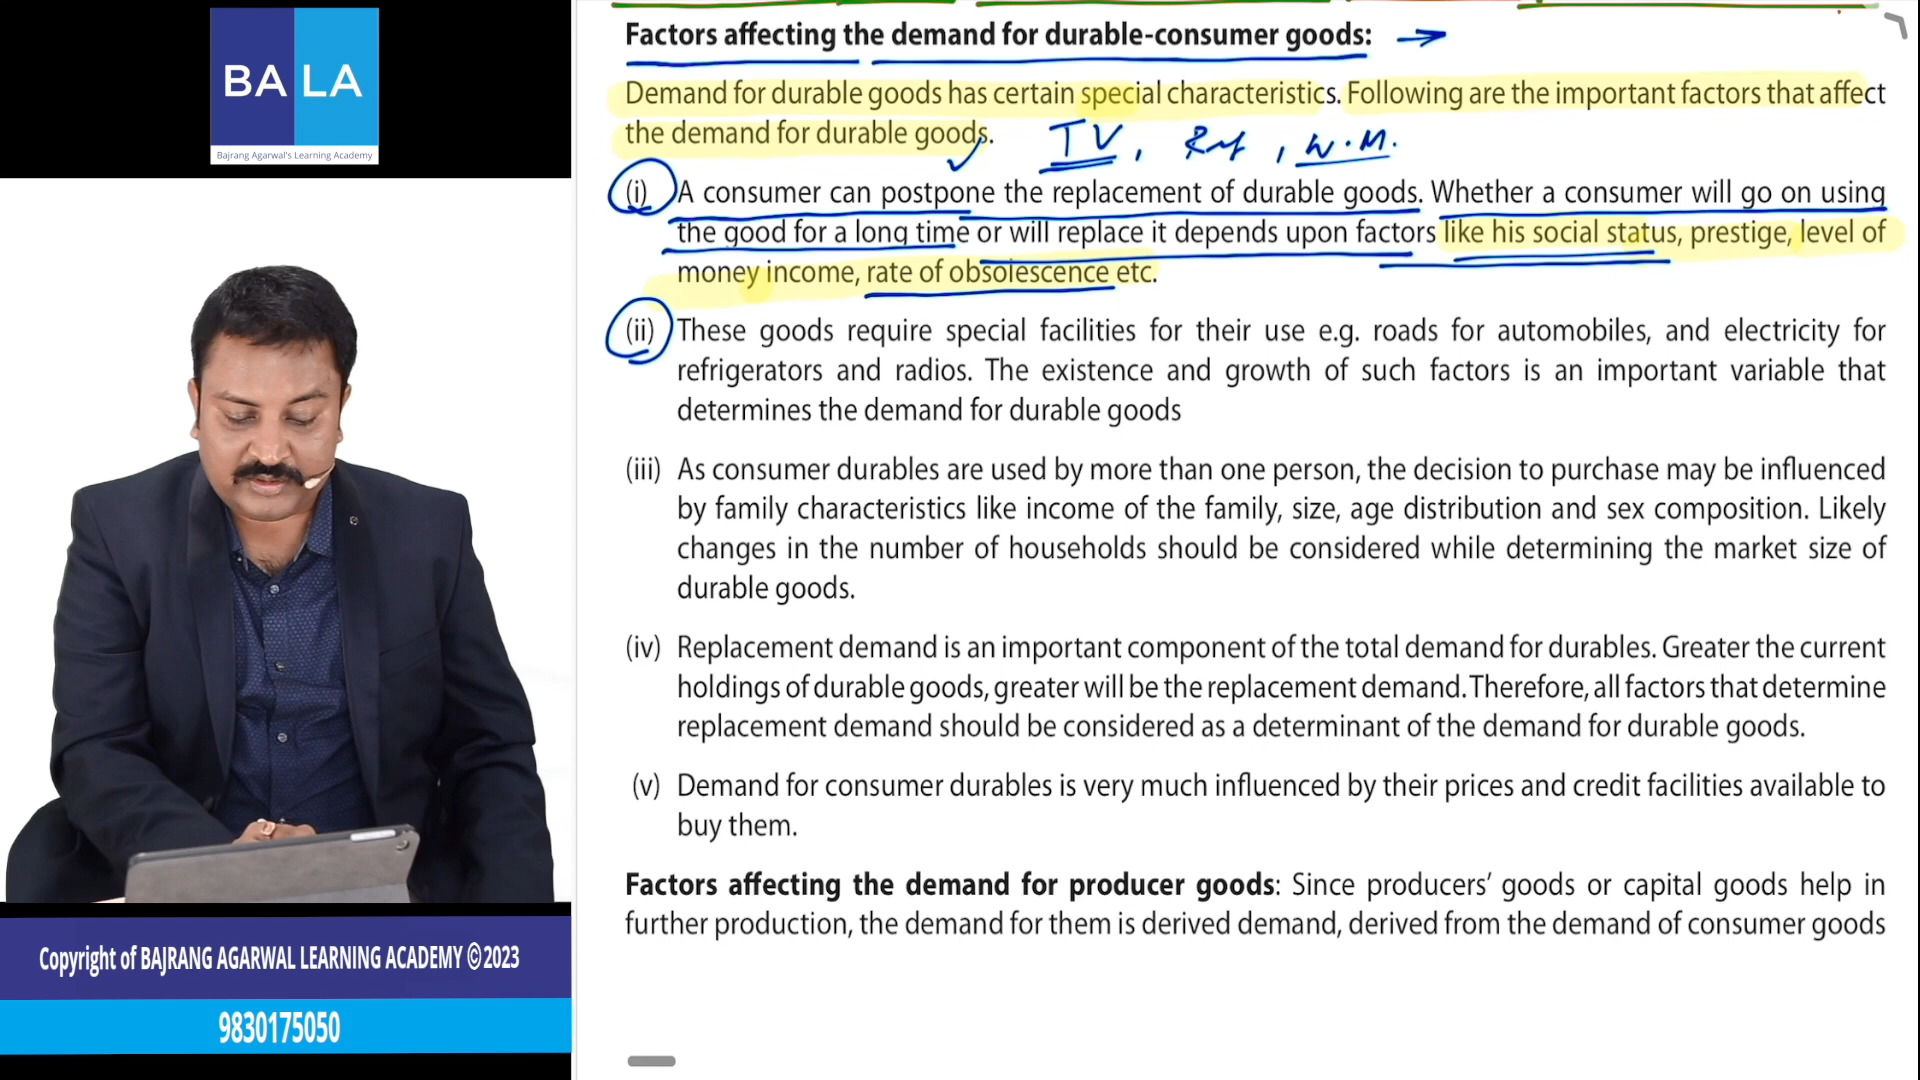 BA LA
Bajrang Agarwal's Learning Academy
Copyright of BAJRANG AGARWAL LEARNING ACADEMY ©2023
9830175050
Factors affecting the demand for durable-consumer goods:
Demand for durable goods has certain special characteristics. Following are the important factors that affect
the demand for durable goods.
TV, Ref, W.M.
(i) A consumer can postpone the replacement of durable goods. Whether a consumer will go on using
the good for a long time or will replace it depends upon factors like his social status, prestige, level of
money income, rate of obsolescence etc.
(ii) These goods require special facilities for their use e.g. roads for automobiles, and electricity for
refrigerators and radios. The existence and growth of such factors is an important variable that
determines the demand for durable goods
(iii) As consumer durables are used by more than one person, the decision to purchase may be influenced
by family characteristics like income of the family, size, age distribution and sex composition. Likely
changes in the number of households should be considered while determining the market size of
durable goods.
(iv) Replacement demand is an important component of the total demand for durables. Greater the current
holdings of durable goods, greater will be the replacement demand. Therefore, all factors that determine
replacement demand should be considered as a determinant of the demand for durable goods.
(v) Demand for consumer durables is very much influenced by their prices and credit facilities available to
buy them.
Factors affecting the demand for producer goods: Since producers’ goods or capital goods help in
further production, the demand for them is derived demand, derived from the demand of consumer goods